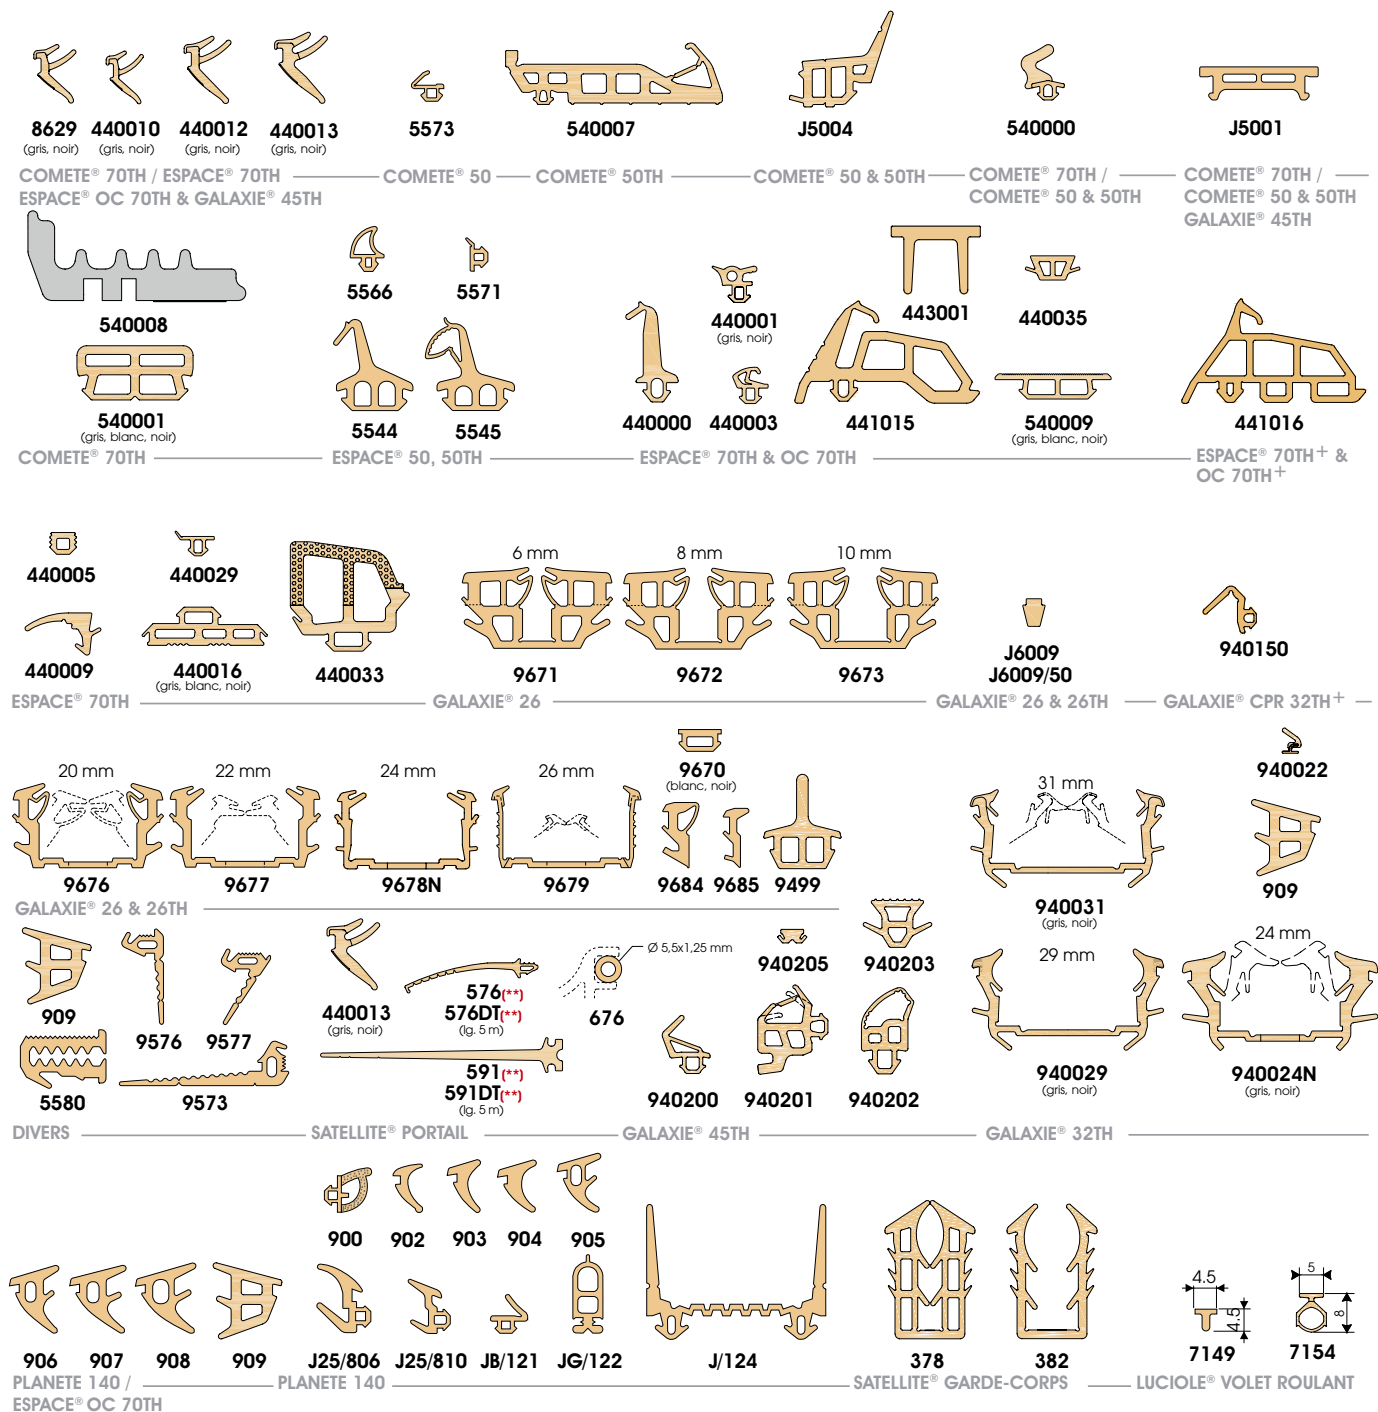 8629 440010 440012 440013 5573 540007 J5004 540000 J5001
(gris, noir) (gris, noir) (gris, noir) (gris, noir)
COMETE® 70TH / ESPACE® 70TH COMETE® 50 COMETE® 50TH COMETE® 50 & 50TH COMETE® 70TH / COMETE® 70TH /
ESPACE® OC 70TH & GALAXIE® 45TH COMETE® 50 & 50TH COMETE® 50 & 50TH
GALAXIE® 45TH
5566 5571 440001 443001 440035
(gris, noir)
540008
540001 5544 5545 440000 440003 441015 540009 441016
(gris, blanc, noir) (gris, blanc, noir)
COMETE® 70TH ESPACE® 50, 50TH ESPACE® 70TH & OC 70TH ESPACE® 70TH+ &
OC 70TH+
6 mm 8 mm 10 mm
440005 440029
440009 440016 440033 9671 9672 9673 J6009 940150
(gris, blanc, noir) J6009/50
ESPACE® 70TH GALAXIE® 26 GALAXIE® 26 & 26TH GALAXIE® CPR 32TH+
20 mm 22 mm 24 mm 26 mm 9670 31 mm 940022
(blanc, noir)
9676 9677 9678N 9679 9684 9685 9499 940031 909
(gris, noir)
GALAXIE® 26 & 26TH
Ø 5,5x1,25 mm 940205 940203 29 mm 24 mm
909 9576 9577 440013 576(**) 676
(gris, noir) 576DT(**)
(lg. 5 m)
5580 9573 591(**) 940200 940201 940202 940029 940024N
591DT(**) (gris, noir) (gris, noir)
(lg. 5 m)
DIVERS SATELLITE® PORTAIL GALAXIE® 45TH GALAXIE® 32TH
900 902 903 904 905
4.5 4.5 5 8
906 907 908 909 J25/806 J25/810 JB/121 JG/122 J/124 378 382 7149 7154
PLANETE 140 / PLANETE 140 SATELLITE® GARDE-CORPS LUCIOLE® VOLET ROULANT
ESPACE® OC 70TH